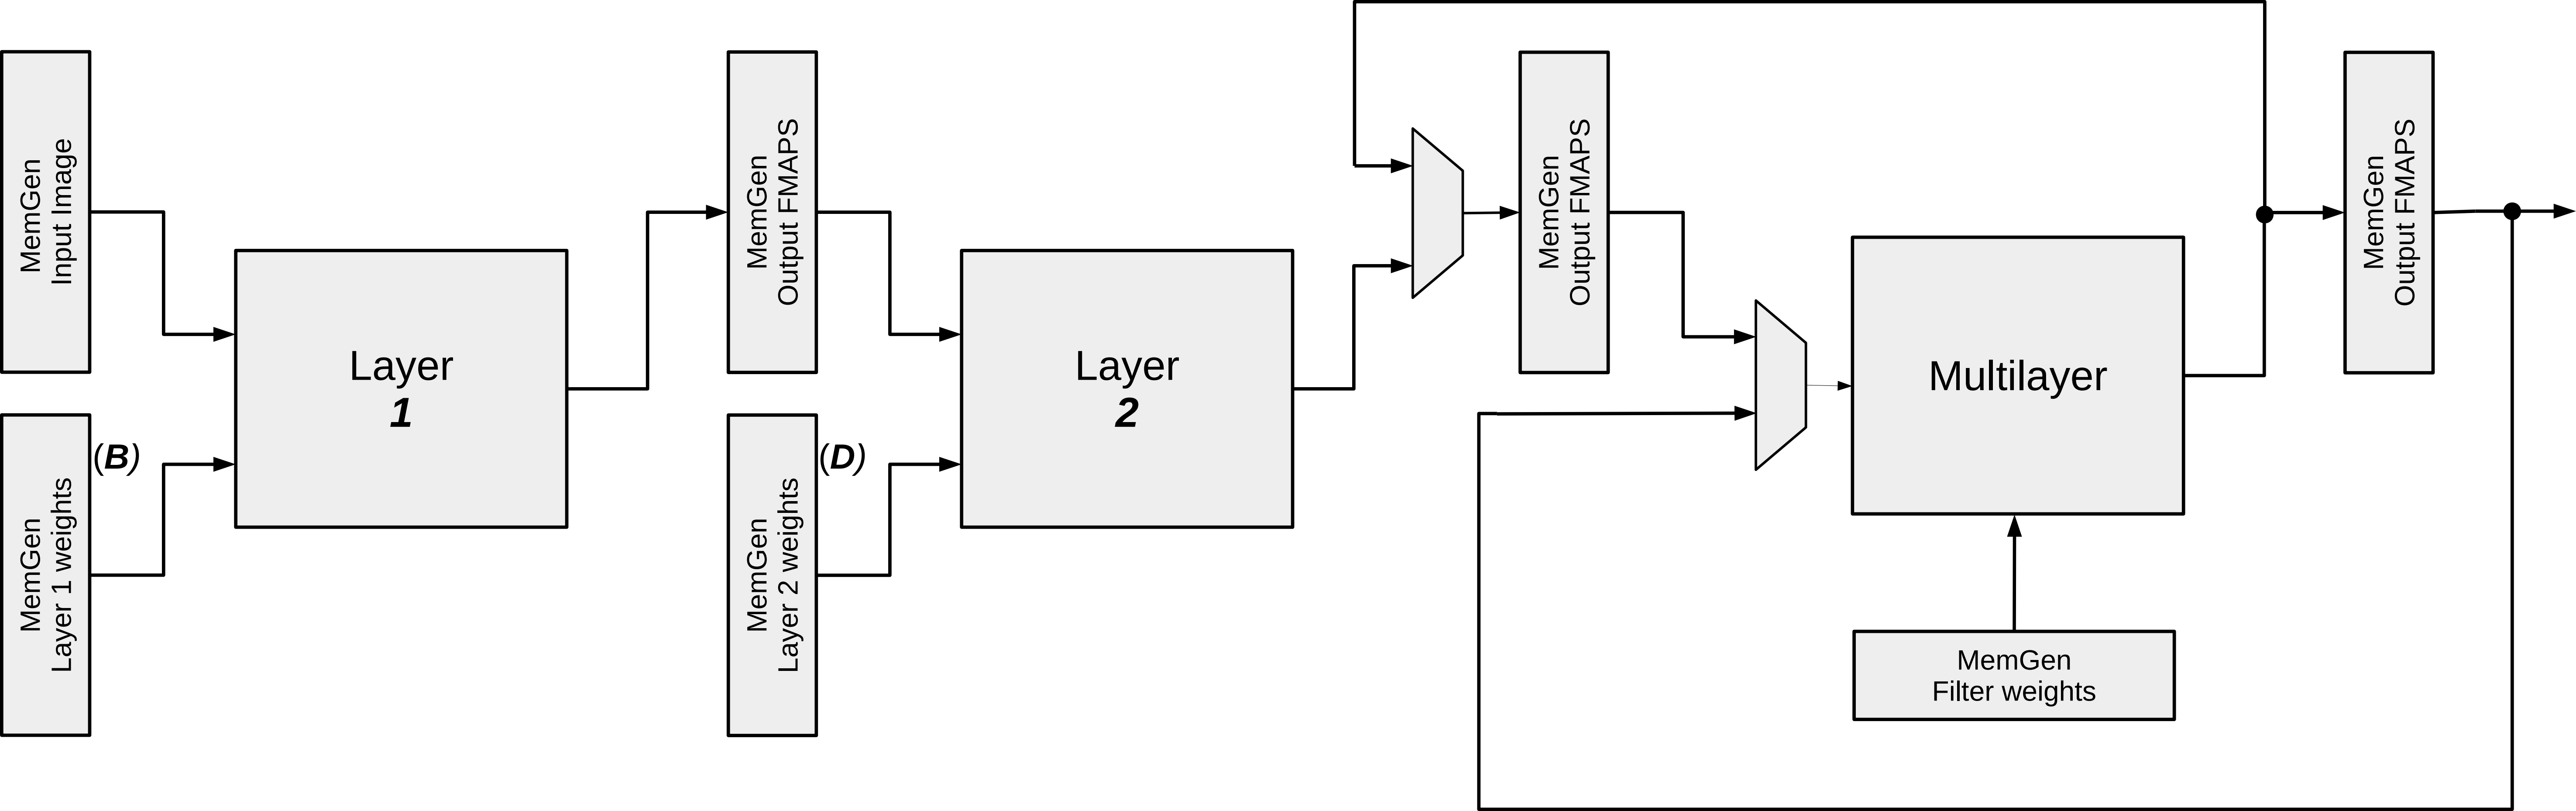 MemGen
Input Image
MemGen
Layer 1 weights
(B)
Layer
1
MemGen
Output FMAPS
MemGen
Layer 2 weights
(D)
Layer
2
MemGen
Output FMAPS
Multilayer
MemGen
Filter weights
MemGen
Output FMAPS